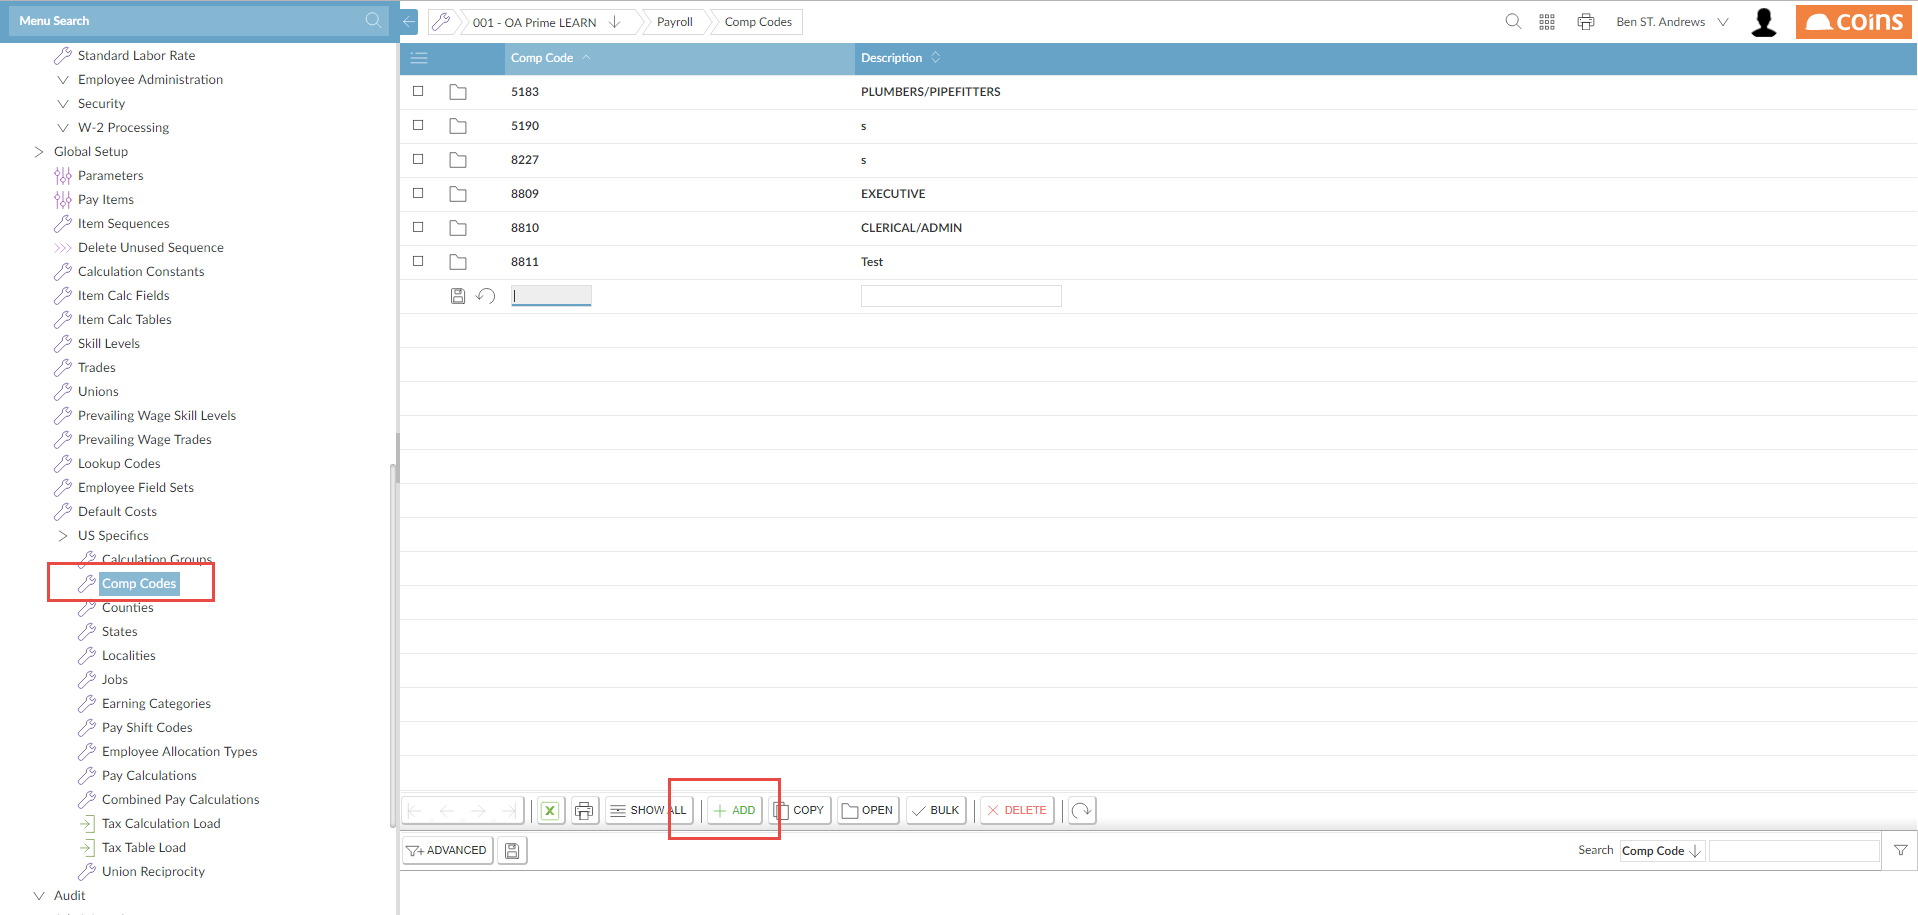 Menu Search
001 - OA Prime LEARN
Payroll
Comp Codes
Ben ST. Andrews
coins
Standard Labor Rate
Employee Administration
Security
W-2 Processing
Global Setup
Parameters
Pay Items
Item Sequences
Delete Unused Sequence
Calculation Constants
Item Calc Fields
Item Calc Tables
Skill Levels
Trades
Unions
Prevailing Wage Skill Levels
Prevailing Wage Trades
Lookup Codes
Employee Field Sets
Default Costs
US Specifics
Calculation Groups
Comp Codes
Counties
States
Localities
Jobs
Earning Categories
Pay Shift Codes
Employee Allocation Types
Pay Calculations
Combined Pay Calculations
Tax Calculation Load
Tax Table Load
Union Reciprocity
Audit
Comp Code Description
5183 PLUMBERS/PIPEFITTERS
5190 s
8227 s
8809 EXECUTIVE
8810 CLERICAL/ADMIN
8811 Test
SHOW ALL ADD COPY OPEN BULK DELETE
ADVANCED
Search Comp Code